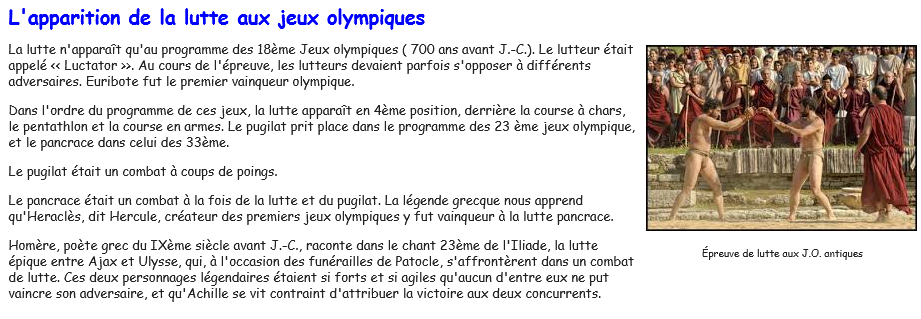 L'apparition de la lutte aux jeux olympiques
La lutte n'apparaît qu'au programme des 18ème Jeux olympiques ( 700 ans avant J.-C.). Le lutteur était
appelé << Luctator >>. Au cours de l'épreuve, les lutteurs devaient parfois s'opposer à différents
adversaires. Euribote fut le premier vainqueur olympique.
Dans l'ordre du programme de ces jeux, la lutte apparaît en 4ème position, derrière la course à chars,
le pentathlon et la course en armes. Le pugilat prit place dans le programme des 23 ème jeux olympique,
et le pancrace dans celui des 33ème.
Le pugilat était un combat à coups de poings.
Le pancrace était un combat à la fois de la lutte et du pugilat. La légende grecque nous apprend
qu'Heraclès, dit Hercule, créateur des premiers jeux olympiques y fut vainqueur à la lutte pancrace.
Homère, poète grec du IXème siècle avant J.-C., raconte dans le chant 23ème de l'Iliade, la lutte
épique entre Ajax et Ulysse, qui, à l'occasion des funérailles de Patocle, s'affrontèrent dans un combat
de lutte. Ces deux personnages légendaires étaient si forts et si agiles qu'aucun d'entre eux ne put
vaincre son adversaire, et qu'Achille se vit contraint d'attribuer la victoire aux deux concurrents.
Épreuve de lutte aux J.O. antiques